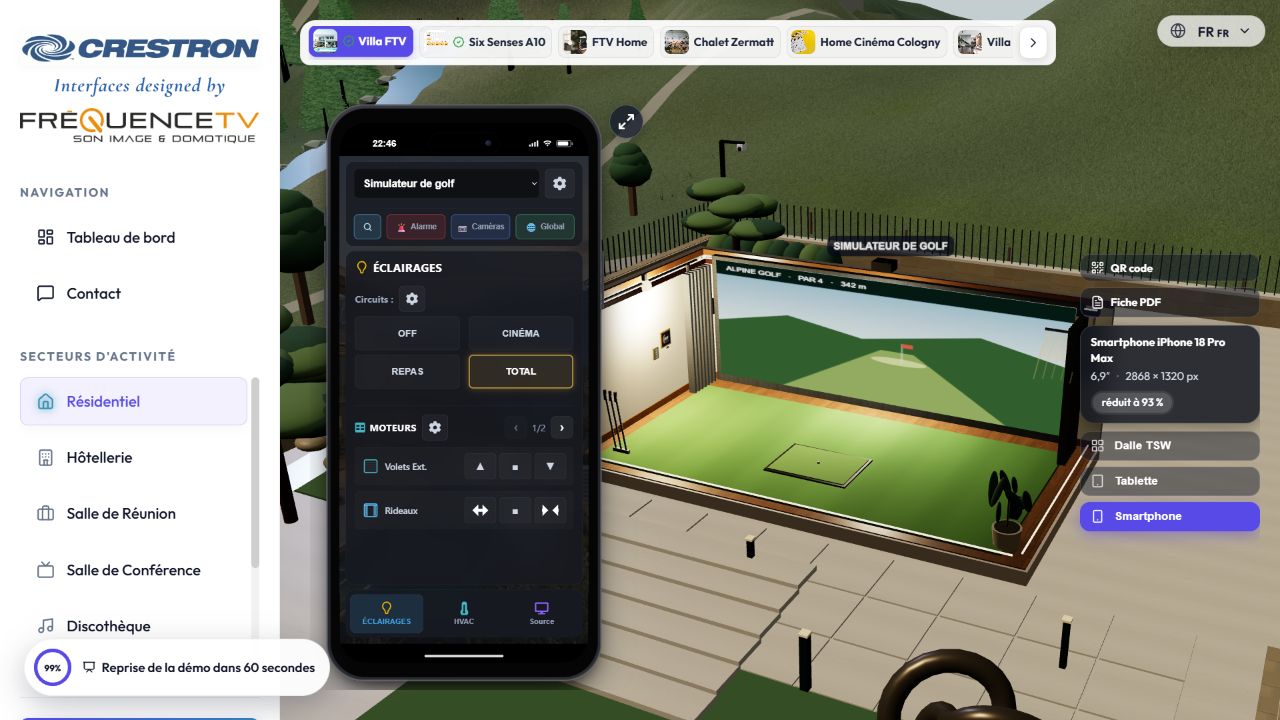 CRESTRON
Interfaces designed by
FRÉQUENCETV
SON IMAGE & DOMOTIQUE
NAVIGATION
Tableau de bord
Contact
SECTEURS D'ACTIVITÉ
Résidentiel
Hôtellerie
Salle de Réunion
Salle de Conférence
Discothèque
99%
Reprise de la démo dans 60 secondes
Villa FTV
Six Senses A10
FTV Home
Chalet Zermatt
Home Cinéma Cologny
Villa
FR FR
22:46
Simulateur de golf
Alarme
Caméras
Global
ÉCLAIRAGES
Circuits :
OFF
CINÉMA
REPAS
TOTAL
MOTEURS
1/2
Volets Ext.
Rideaux
ÉCLAIRAGES
HVAC
Source
SIMULATEUR DE GOLF
ALPINE GOLF · PAR 4 · 342 m
QR code
Fiche PDF
Smartphone iPhone 18 Pro
Max
6,9" · 2868 × 1320 px
réduit à 93 %
Dalle TSW
Tablette
Smartphone